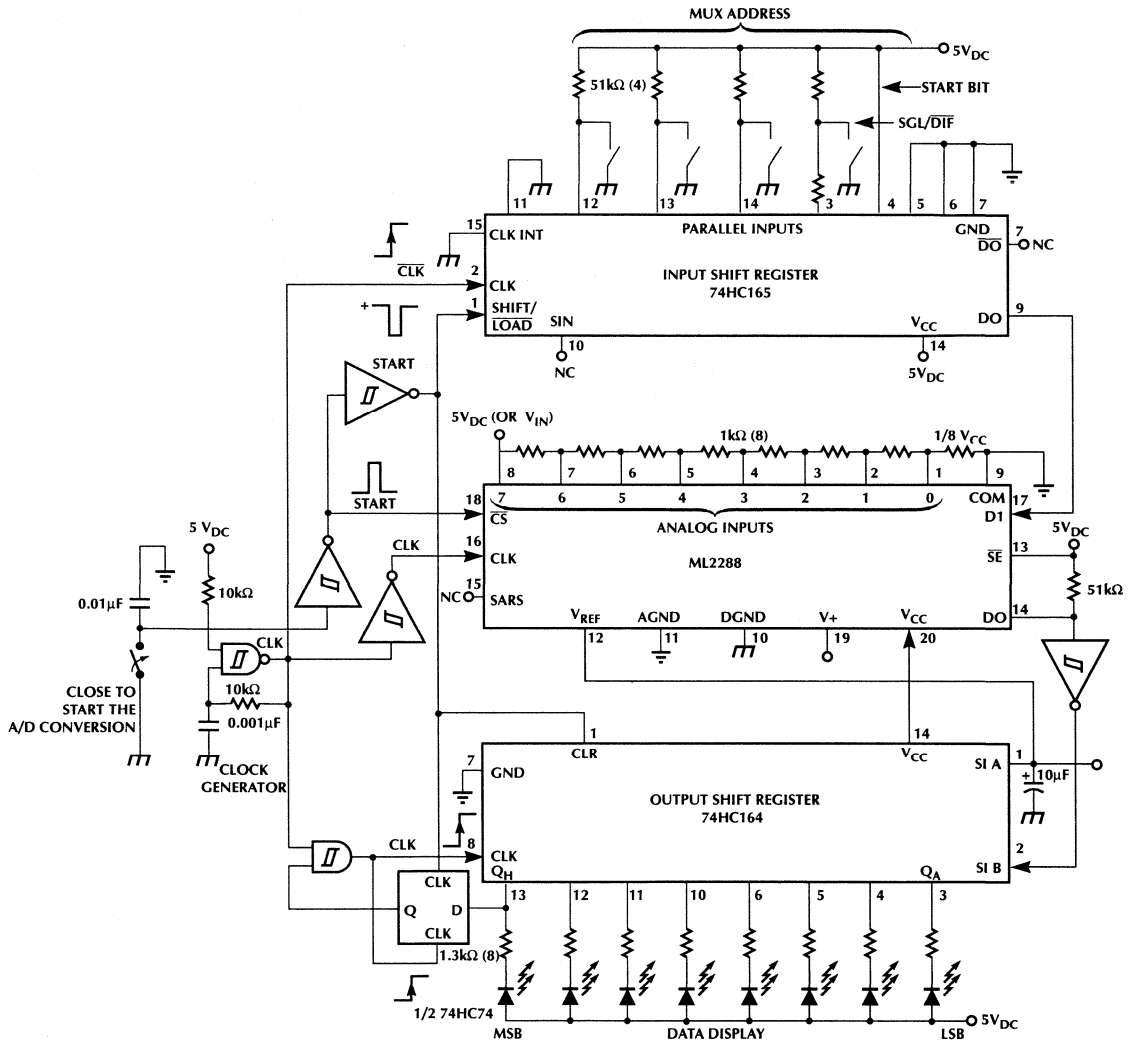 MUX ADDRESS
5VDC
51kΩ (4)
START BIT
SGL/DIF
11 12 13 14 3 4 5 6 7
15 CLK INT
PARALLEL INPUTS
GND
7
DO NC
CLK
2 CLK
INPUT SHIFT REGISTER
74HC165
+
1 SHIFT/
LOAD
SIN
VCC
DO 9
10
NC
14
5VDC
START
5VDC (OR VIN)
1kΩ (8)
1/8 VCC
8 7 6 5 4 3 2 1 9
7 6 5 4 3 2 1 0 COM
START
18
CS
ANALOG INPUTS
17
D1
5VDC
CLK
16
CLK
ML2288
SE 13
51kΩ
NC 15
SARS
DO 14
VREF AGND DGND V+ VCC
12 11 10 19 20
5 VDC
10kΩ
0.01µF
CLK
10kΩ
0.001µF
CLOSE TO
START THE
A/D CONVERSION
CLOCK
GENERATOR
1
CLR
14
VCC
7
GND
SI A 1
+
10µF
OUTPUT SHIFT REGISTER
74HC164
CLK
8
CLK
2
SI B
QH
QA
CLK
Q D
CLK
13 12 11 10 6 5 4 3
1.3kΩ (8)
1/2 74HC74
MSB DATA DISPLAY LSB
5VDC